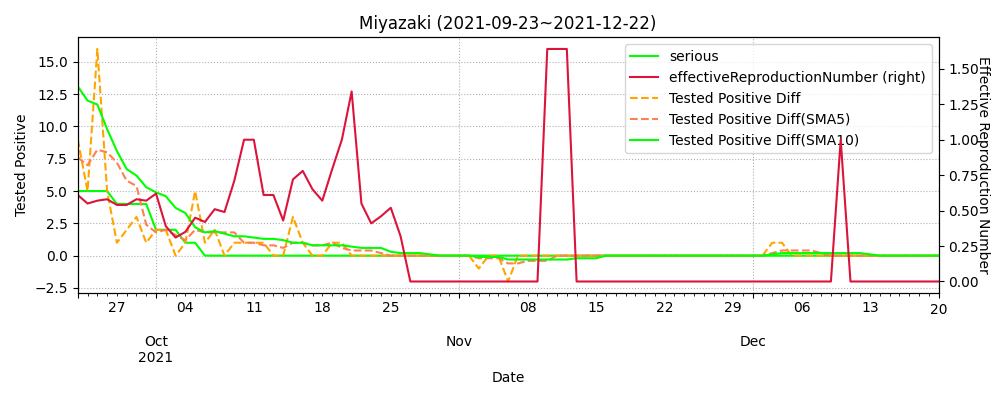 Miyazaki (2021-09-23~2021-12-22)
15.0
12.5
10.0
7.5
5.0
2.5
0.0
−2.5
Tested Positive
serious
effectiveReproductionNumber (right)
Tested Positive Diff
Tested Positive Diff(SMA5)
Tested Positive Diff(SMA10)
1.50
1.25
1.00
0.75
0.50
0.25
0.00
Effective Reproduction Number
27 04 11 18 25 08 15 22 29 06 13 20
Oct Nov Dec
2021
Date